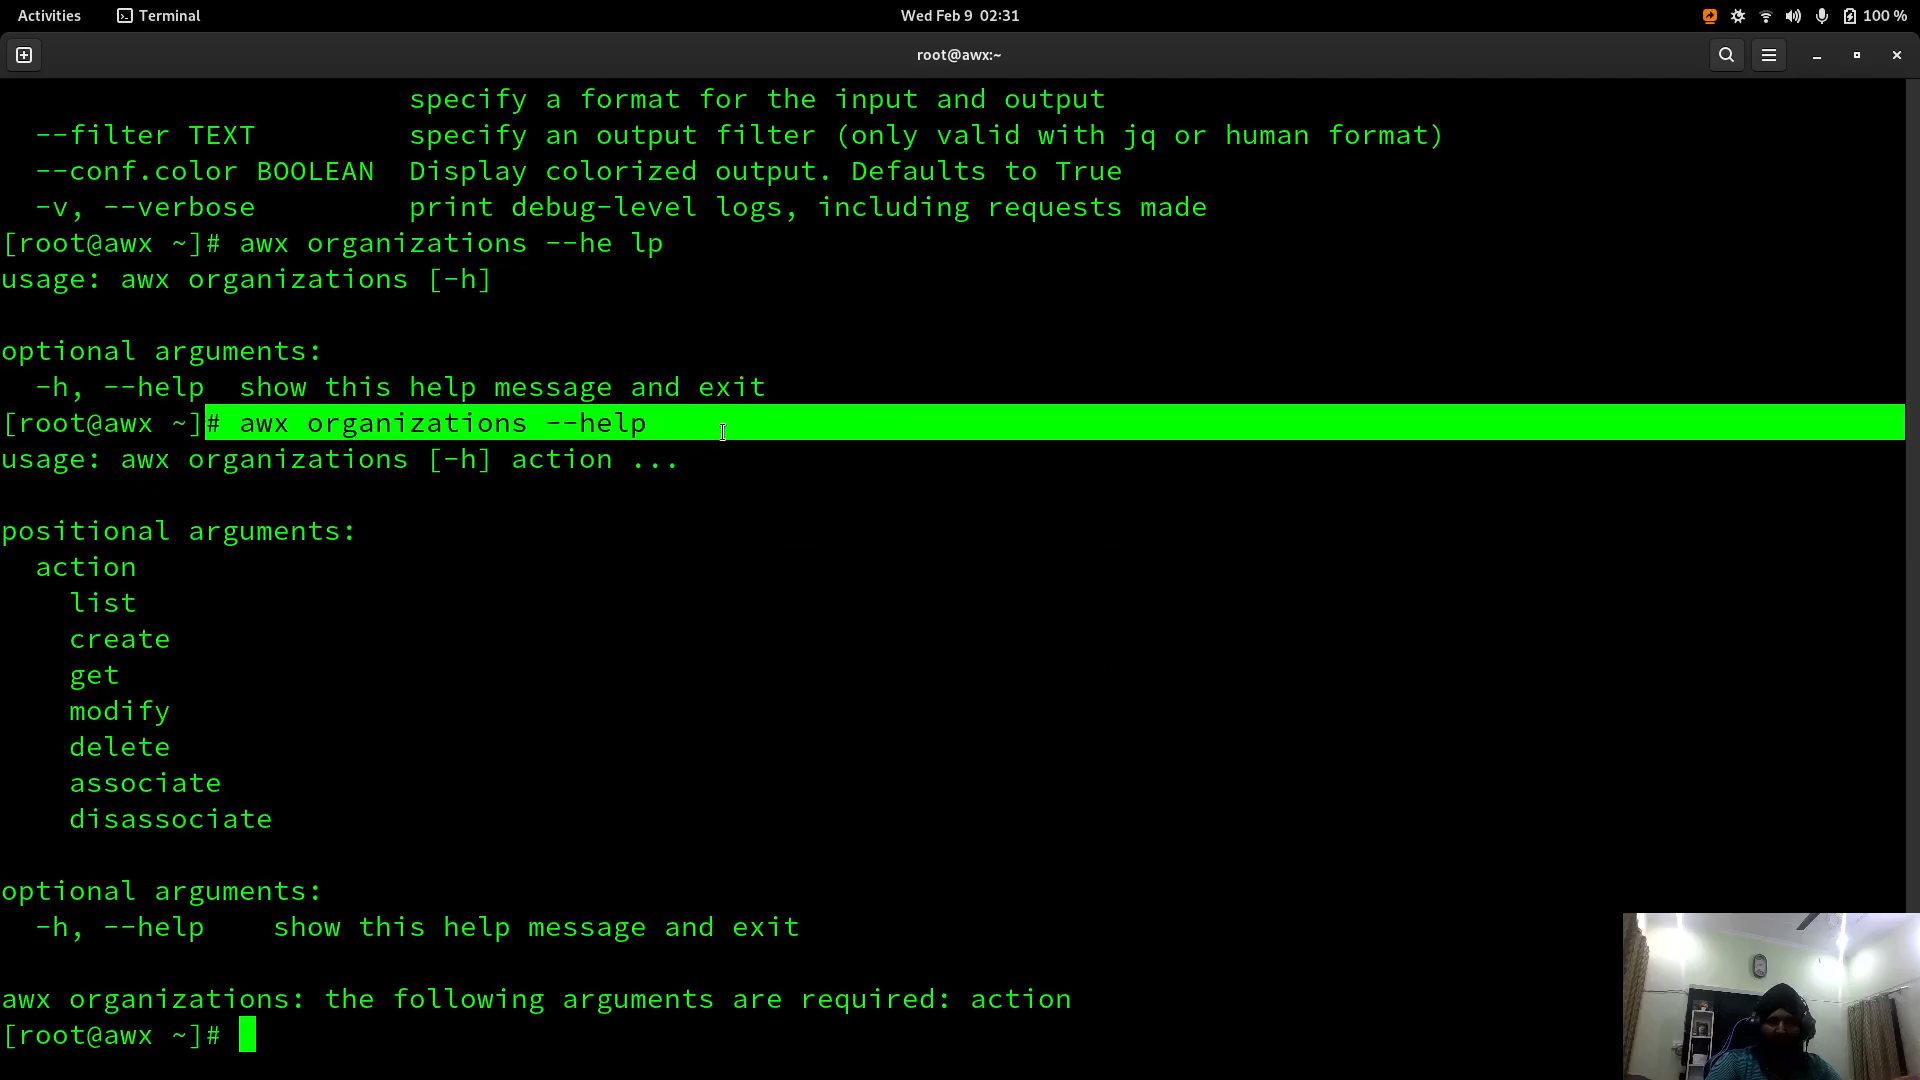 Activities
Terminal
Wed Feb 9 02:31
100 %
root@awx:~
specify a format for the input and output
--filter TEXT specify an output filter (only valid with jq or human format)
--conf.color BOOLEAN Display colorized output. Defaults to True
-v, --verbose print debug-level logs, including requests made
[root@awx ~]# awx organizations --he lp
usage: awx organizations [-h]
optional arguments:
-h, --help show this help message and exit
[root@awx ~]# awx organizations --help
usage: awx organizations [-h] action ...
positional arguments:
action
list
create
get
modify
delete
associate
disassociate
optional arguments:
-h, --help show this help message and exit
awx organizations: the following arguments are required: action
[root@awx ~]#